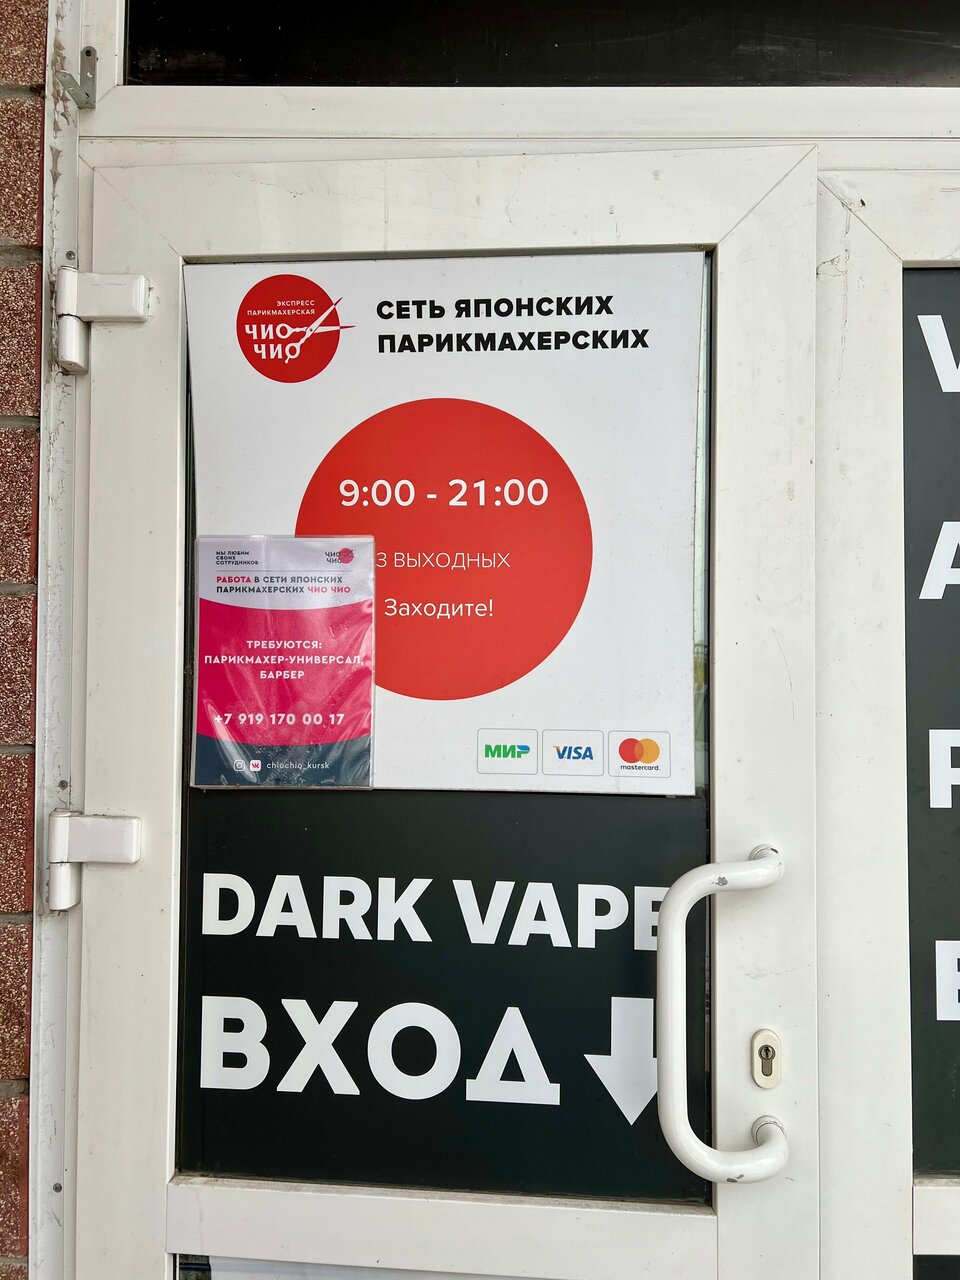 ЭКСПРЕСС
ПАРИКМАХЕРСКАЯ
ЧИО
ЧИО
СЕТЬ ЯПОНСКИХ
ПАРИКМАХЕРСКИХ
9:00 - 21:00
З ВЫХОДНЫХ
Заходите!
МЫ ЛЮБИМ
СВОИХ
СОТРУДНИКОВ
ЧИО
ЧИО
РАБОТА В СЕТИ ЯПОНСКИХ
ПАРИКМАХЕРСКИХ ЧИО ЧИО
ТРЕБУЮТСЯ:
ПАРИКМАХЕР-УНИВЕРСАЛ,
БАРБЕР
+7 919 170 00 17
chiochio_kursk
МИР VISA mastercard
DARK VAPE
ВХОД
V
A
P
E